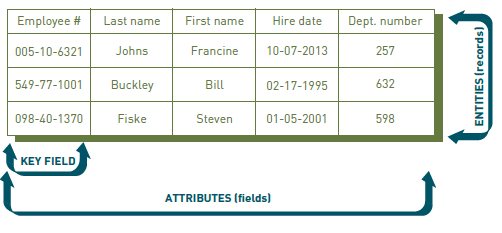 Employee # Last name First name Hire date Dept. number
005-10-6321 Johns Francine 10-07-2013 257
549-77-1001 Buckley Bill 02-17-1995 632
098-40-1370 Fiske Steven 01-05-2001 598
ENTITIES (records)
KEY FIELD
ATTRIBUTES (fields)